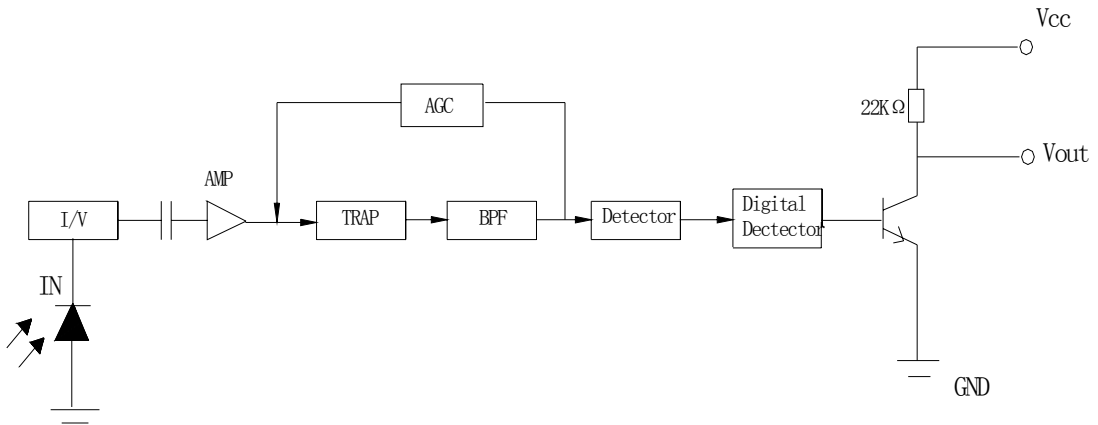 Vcc
AGC
22KΩ
Vout
AMP
I/V
TRAP
BPF
Detector
Digital
Dectector
IN
GND